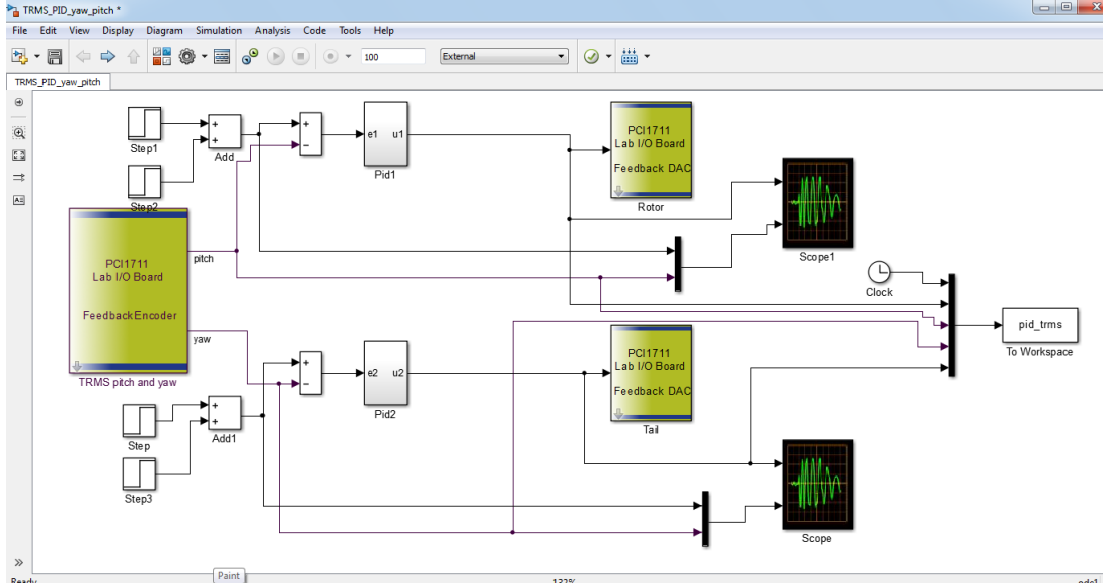 TRMS_PID_yaw_pitch *
File Edit View Display Diagram Simulation Analysis Code Tools Help
100
External
TRMS_PID_yaw_pitch
Step1
+
+
Add
+
−
e1 u1
Pid1
PCI1711
Lab I/O Board
Feedback DAC
Rotor
Step2
Scope1
PCI1711
Lab I/O Board
FeedbackEncoder
pitch
yaw
TRMS pitch and yaw
Clock
pid_trms
To Workspace
+
−
e2 u2
Pid2
PCI1711
Lab I/O Board
Feedback DAC
Tail
Step
+
+
Add1
Step3
Scope
Paint
Ready
132%
ode1